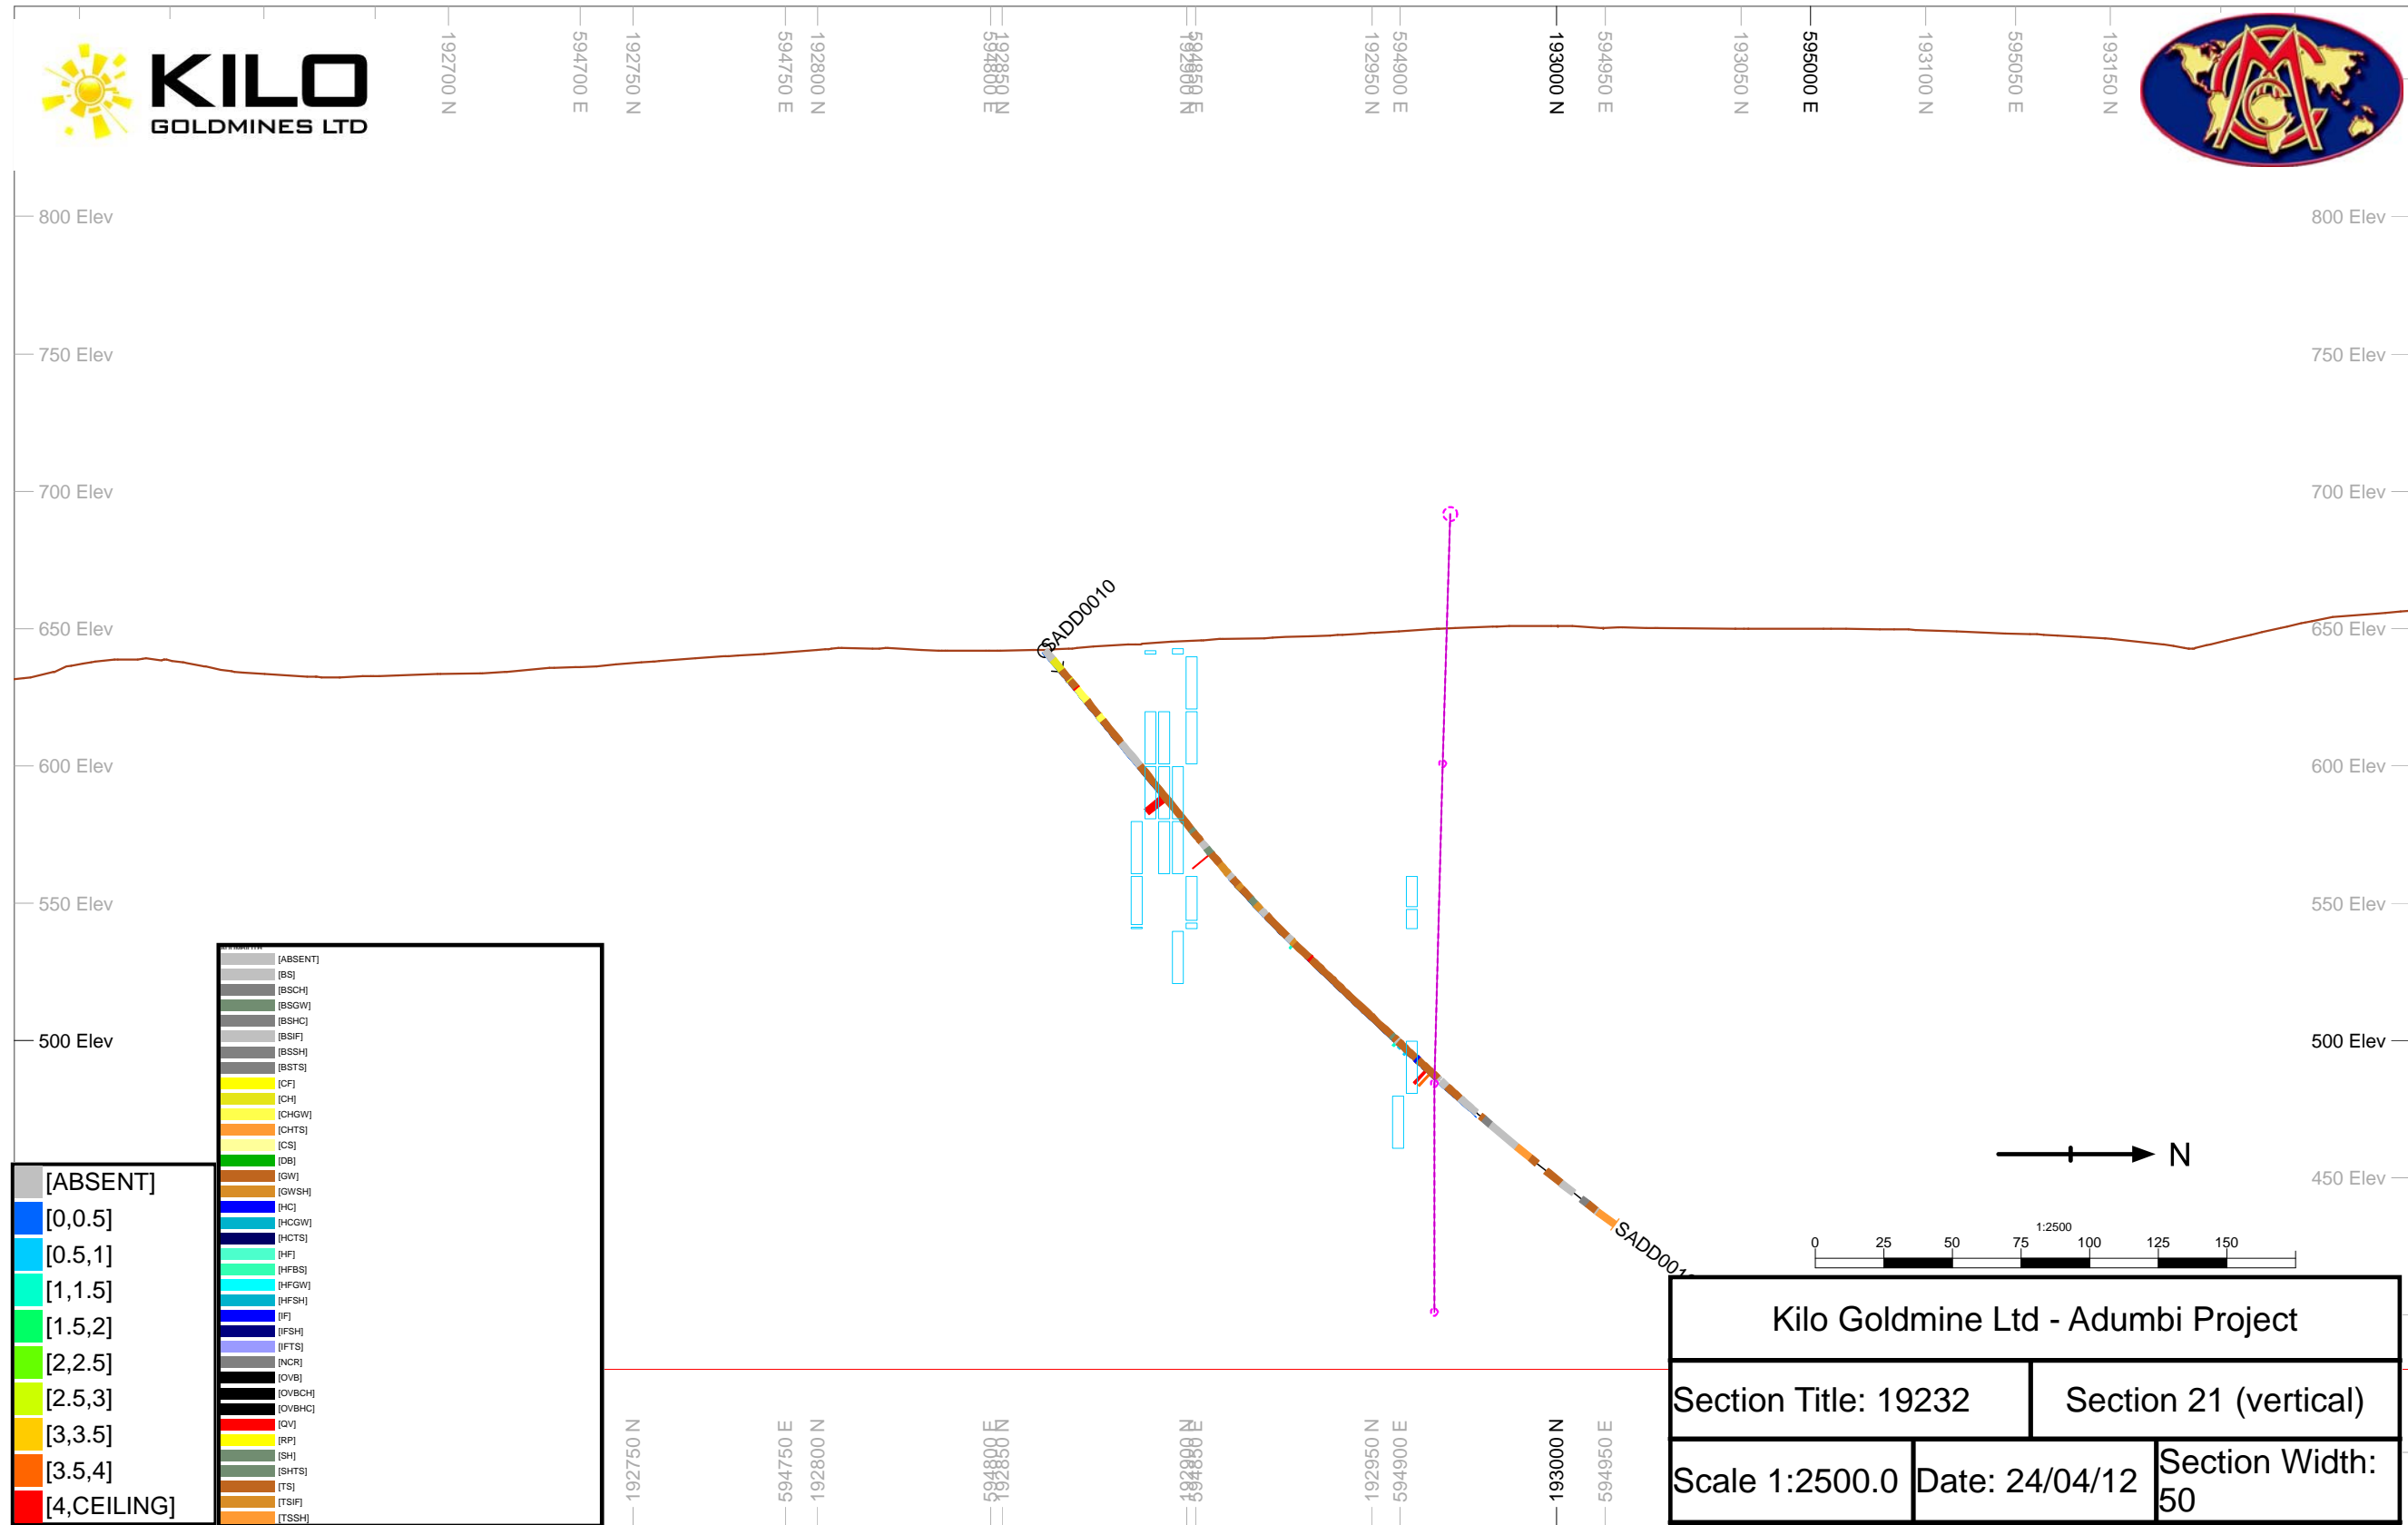 192700 N
594700 E
192750 N
594750 E
192800 N
594800 E
192850 N
192900 N
594850 E
192950 N
594900 E
193000 N
594950 E
193050 N
595000 E
193100 N
595050 E
193150 N
KILO
GOLDMINES LTD
800 Elev
800 Elev
750 Elev
750 Elev
700 Elev
700 Elev
SADD0010
650 Elev
650 Elev
600 Elev
600 Elev
550 Elev
550 Elev
500 Elev
500 Elev
450 Elev
N
1:2500
0 25 50 75 100 125 150
[ABSENT]
[BS]
[BSCH]
[BSGW]
[BSHC]
[BSIF]
[BSSH]
[BSTS]
[CF]
[CH]
[CHGW]
[CHTS]
[CS]
[DB]
[GW]
[GWSH]
[HC]
[HCGW]
[HCTS]
[HF]
[HFBS]
[HFGW]
[HFSH]
[IF]
[IFSH]
[IFTS]
[NCR]
[OVB]
[OVBCH]
[OVBHC]
[QV]
[RP]
[SH]
[SHTS]
[TS]
[TSIF]
[TSSH]
[ABSENT]
[0,0.5]
[0.5,1]
[1,1.5]
[1.5,2]
[2,2.5]
[2.5,3]
[3,3.5]
[3.5,4]
[4,CEILING]
192750 N
594750 E
192800 N
594800 E
192850 N
192900 N
594850 E
192950 N
594900 E
193000 N
594950 E
Kilo Goldmine Ltd - Adumbi Project
Section Title: 19232
Section 21 (vertical)
Scale 1:2500.0
Date: 24/04/12
Section Width:
50